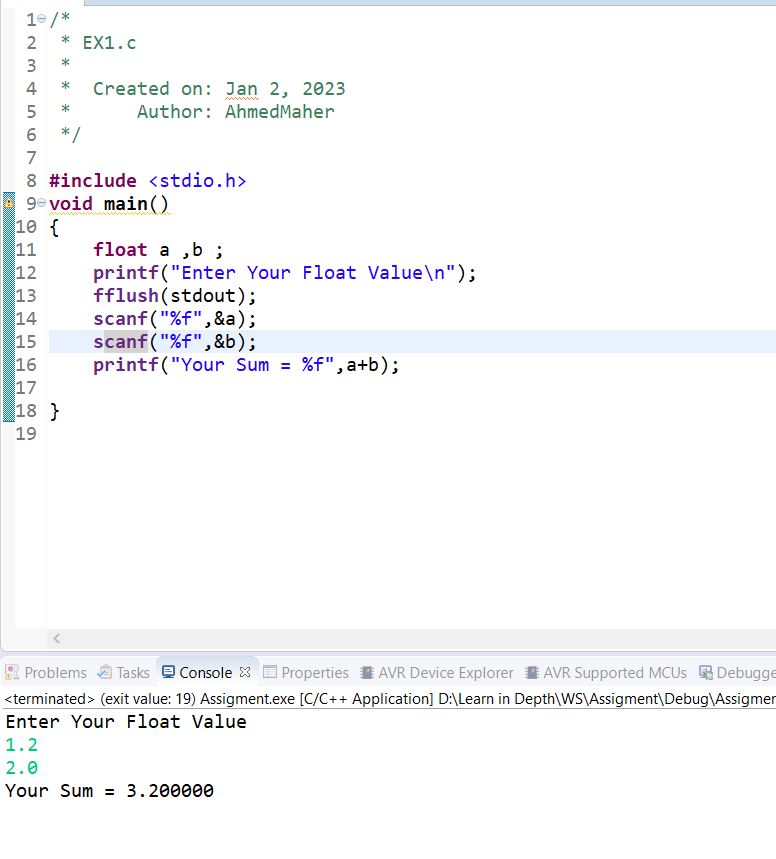 1 /*
2  * EX1.c
3  *
4  *  Created on: Jan 2, 2023
5  *      Author: AhmedMaher
6  */
7
8 #include <stdio.h>
9 void main()
10 {
11     float a ,b ;
12     printf("Enter Your Float Value\n");
13     fflush(stdout);
14     scanf("%f",&a);
15     scanf("%f",&b);
16     printf("Your Sum = %f",a+b);
17
18 }
19
Problems Tasks Console Properties AVR Device Explorer AVR Supported MCUs Debugge
<terminated> (exit value: 19) Assigment.exe [C/C++ Application] D:\Learn in Depth\WS\Assigment\Debug\Assigmen
Enter Your Float Value
1.2
2.0
Your Sum = 3.200000